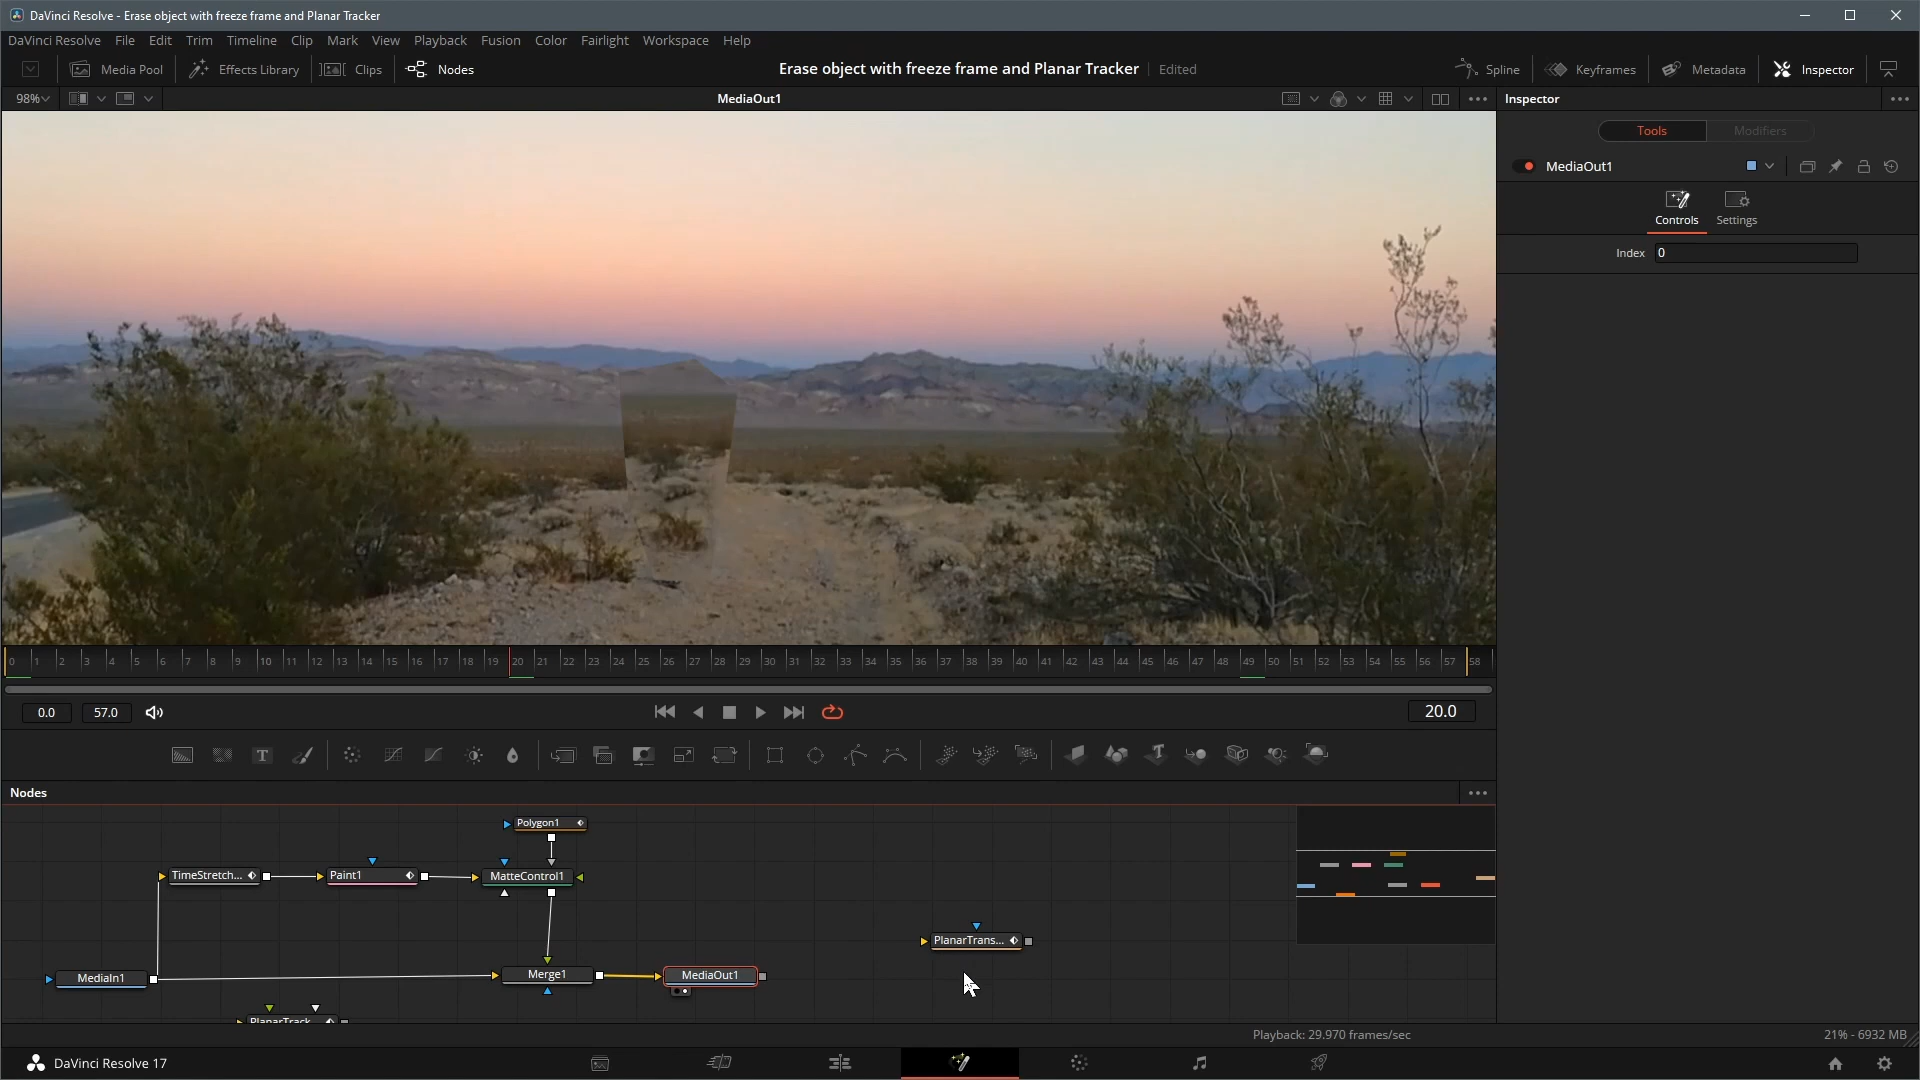 DaVinci Resolve - Erase object with freeze frame and Planar Tracker
DaVinci Resolve File Edit Trim Timeline Clip Mark View Playback Fusion Color Fairlight Workspace Help
Media Pool Effects Library Clips Nodes Erase object with freeze frame and Planar Tracker Edited Spline Keyframes Metadata Inspector
98% MediaOut1 Inspector
Tools Modifiers
MediaOut1
Controls Settings
Index 0
0 1 2 3 4 5 6 7 8 9 10 11 12 13 14 15 16 17 18 19 20 21 22 23 24 25 26 27 28 29 30 31 32 33 34 35 36 37 38 39 40 41 42 43 44 45 46 47 48 49 50 51 52 53 54 55 56 57 58
0.0 57.0 20.0
Nodes
Polygon1
TimeStretch... Paint1 MatteControl1
PlanarTrans...
MediaIn1 Merge1 MediaOut1
PlanarTrack...
Playback: 29.970 frames/sec 21% - 6932 MB
DaVinci Resolve 17